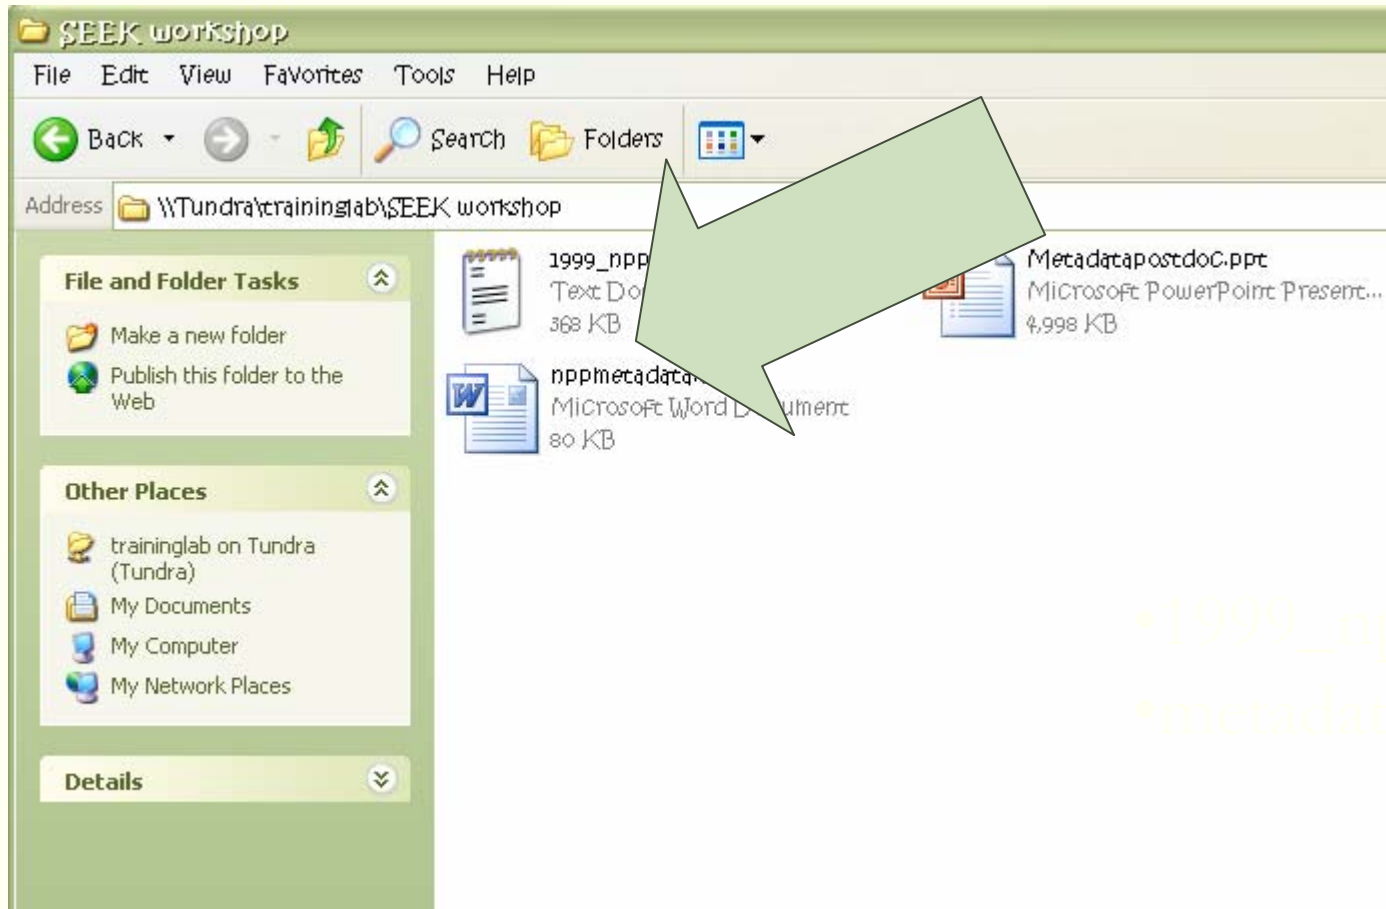 SEEK workshop
File Edit View Favorites Tools Help
Back Search Folders
Address \\Tundra\traininglab\SEEK workshop
File and Folder Tasks
Make a new folder
Publish this folder to the
Web
Other Places
traininglab on Tundra
(Tundra)
My Documents
My Computer
My Network Places
Details
1999_npp
Text Do
368 KB
Metadatapostdoc.ppt
Microsoft PowerPoint Present...
4,998 KB
nppmetadata
Microsoft Word D ument
80 KB
•1999_np
•metadat